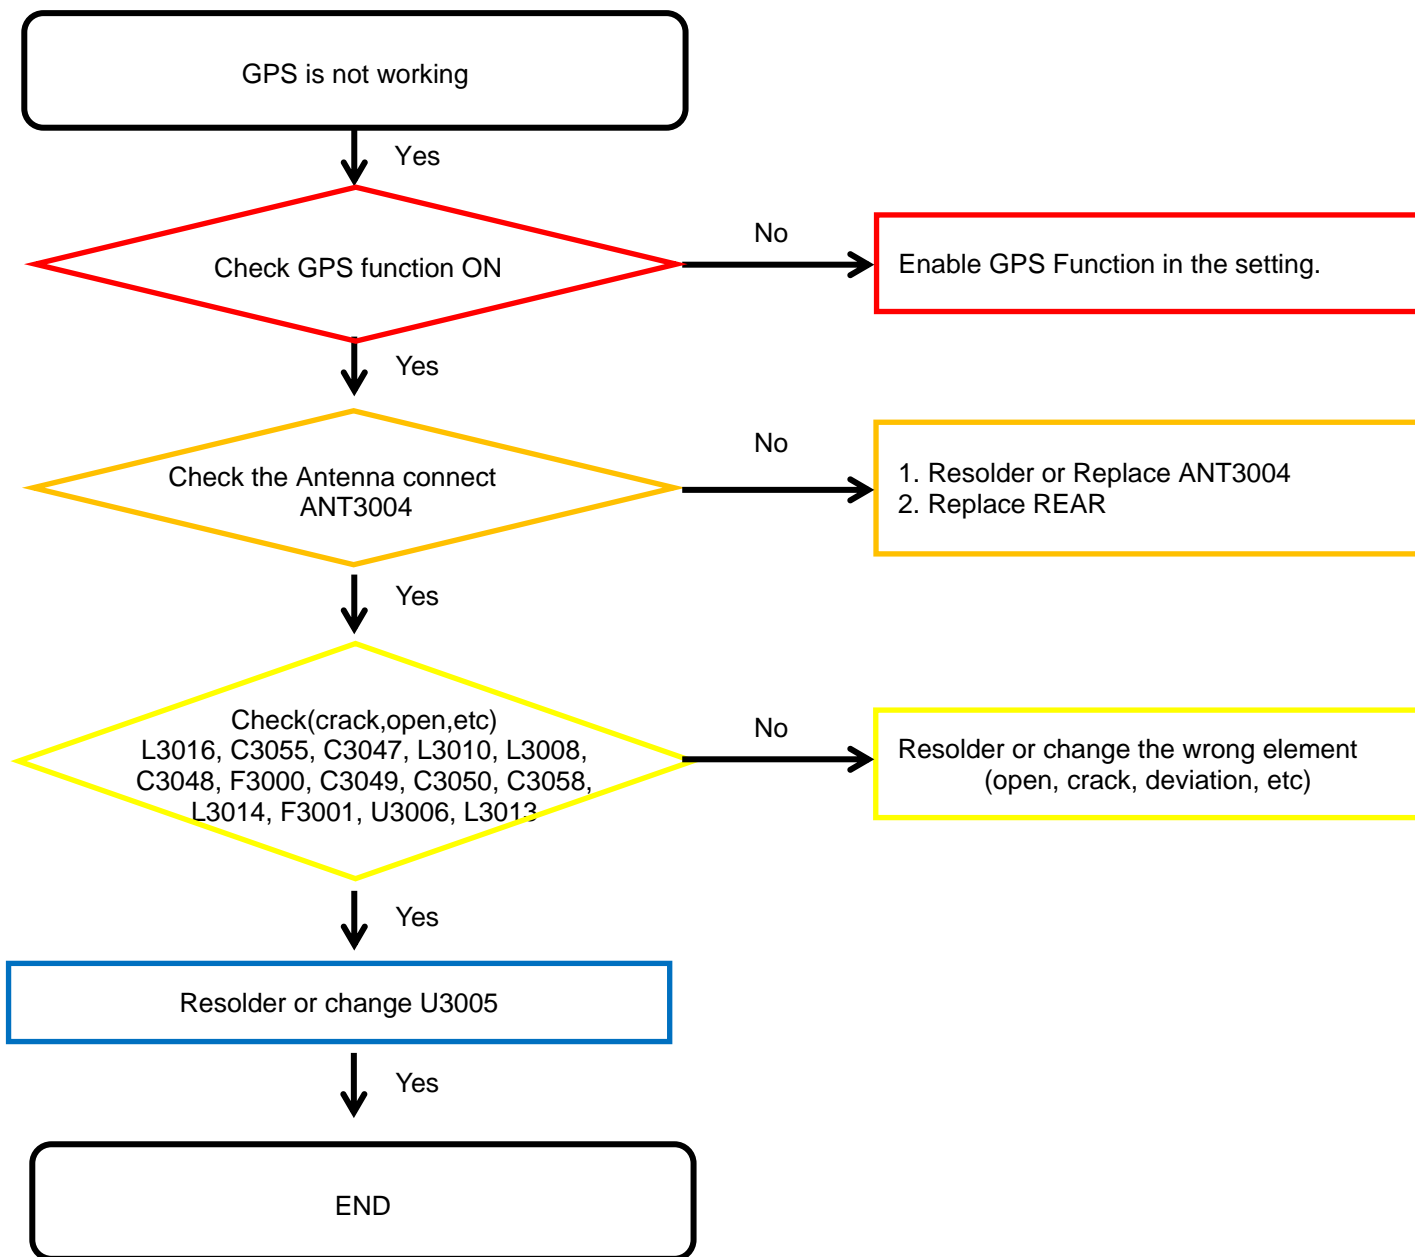 GPS is not working
Yes
Check GPS function ON
No
Enable GPS Function in the setting.
Yes
Check the Antenna connect
ANT3004
No
1. Resolder or Replace ANT3004
2. Replace REAR
Yes
Check(crack,open,etc)
L3016, C3055, C3047, L3010, L3008,
C3048, F3000, C3049, C3050, C3058,
L3014, F3001, U3006, L3013
No
Resolder or change the wrong element
(open, crack, deviation, etc)
Yes
Resolder or change U3005
Yes
END